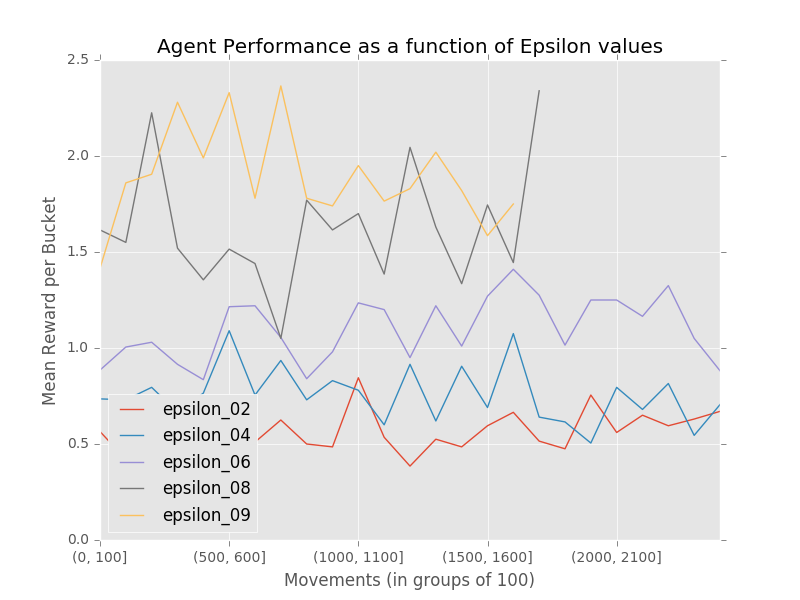 Agent Performance as a function of Epsilon values
Mean Reward per Bucket
2.5
2.0
1.5
1.0
0.5
0.0
epsilon_02
epsilon_04
epsilon_06
epsilon_08
epsilon_09
(0, 100]
(500, 600]
(1000, 1100]
(1500, 1600]
(2000, 2100]
Movements (in groups of 100)